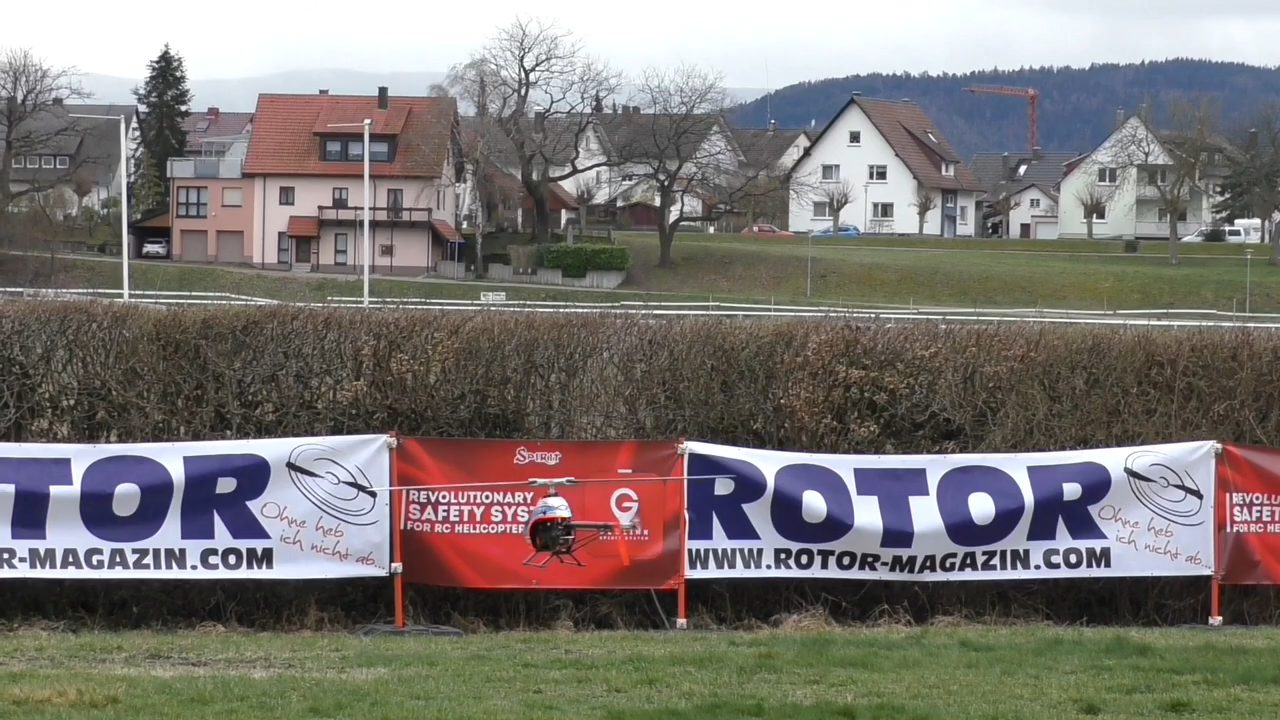 TOR
R-MAGAZIN.COM
Ohne heb
ich nicht ab..
SPIRIT
REVOLUTIONARY
SAFETY SYS
FOR RC HELICOPTER
G
ROTOR
WWW.ROTOR-MAGAZIN.COM
Ohne heb
ich nicht ab..
REVOLU
SAFET
FOR RC H